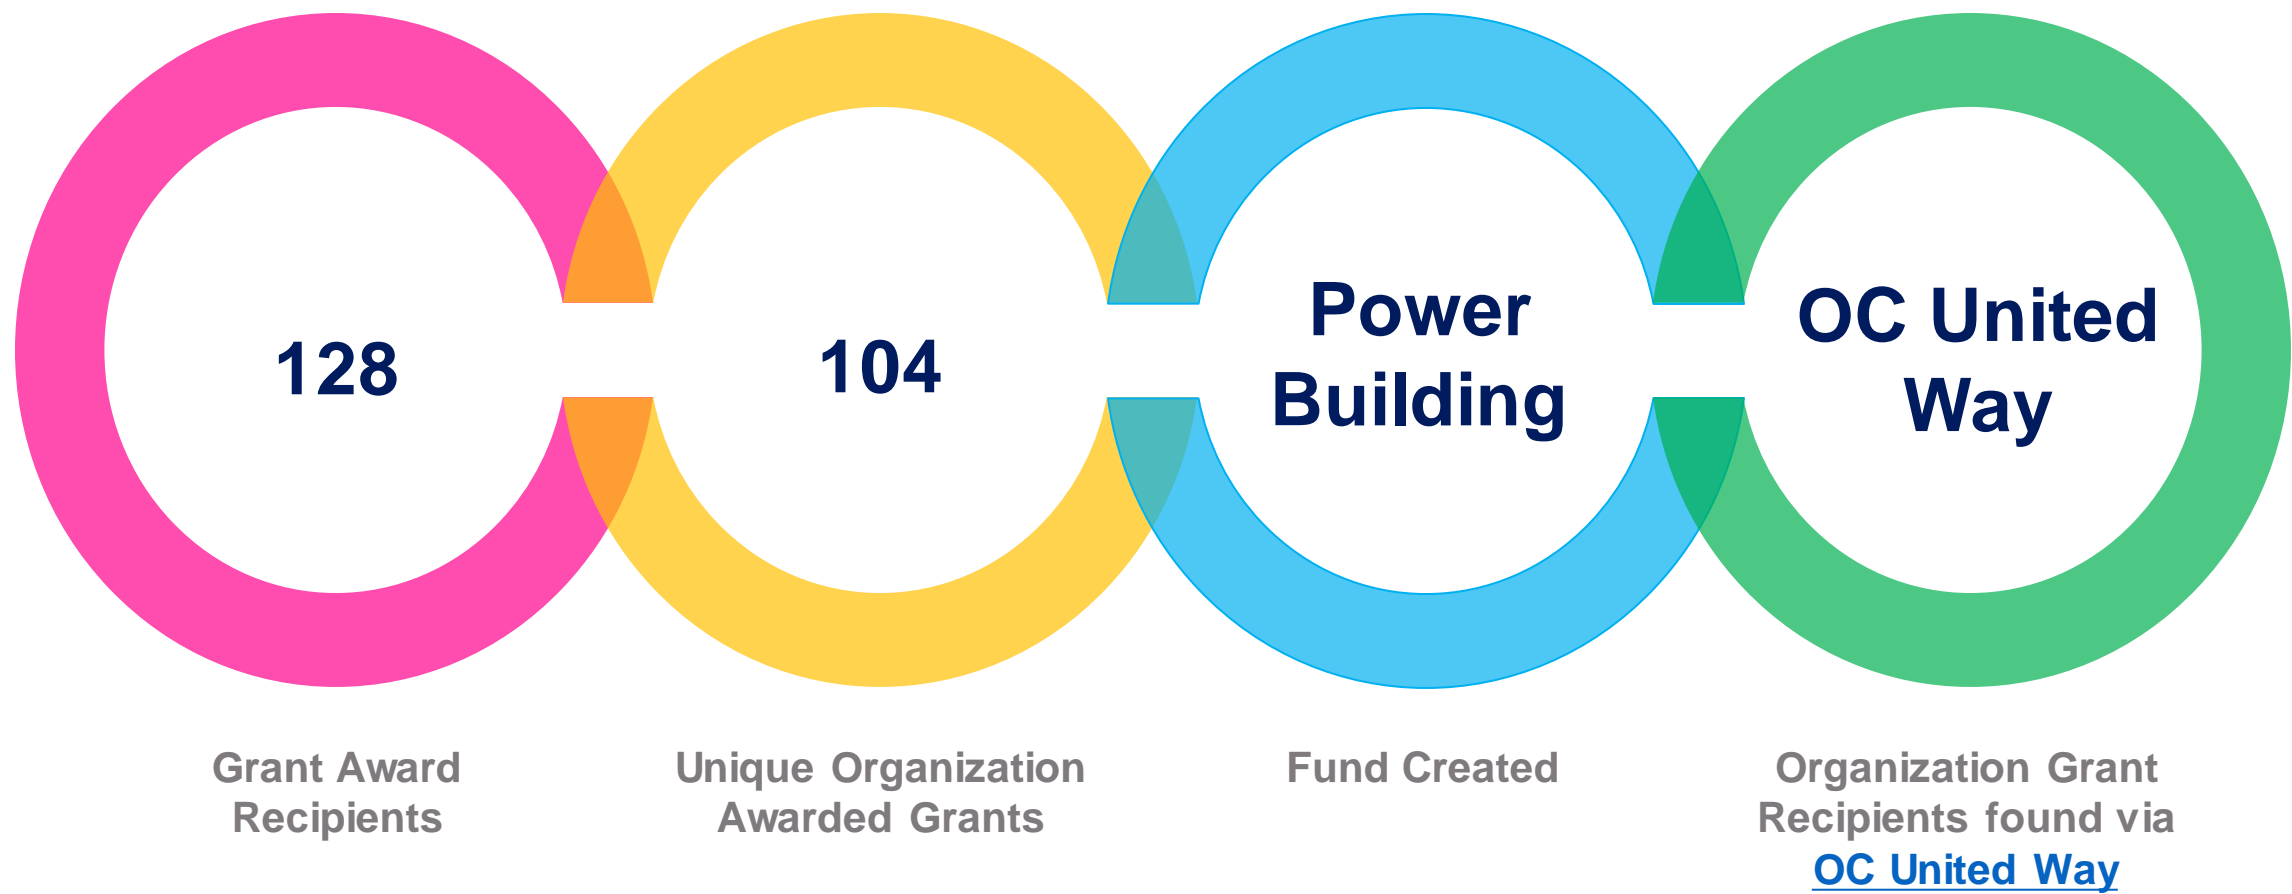 128
104
Power
Building
OC United
Way
Grant Award
Recipients
Unique Organization
Awarded Grants
Fund Created
Organization Grant
Recipients found via
OC United Way